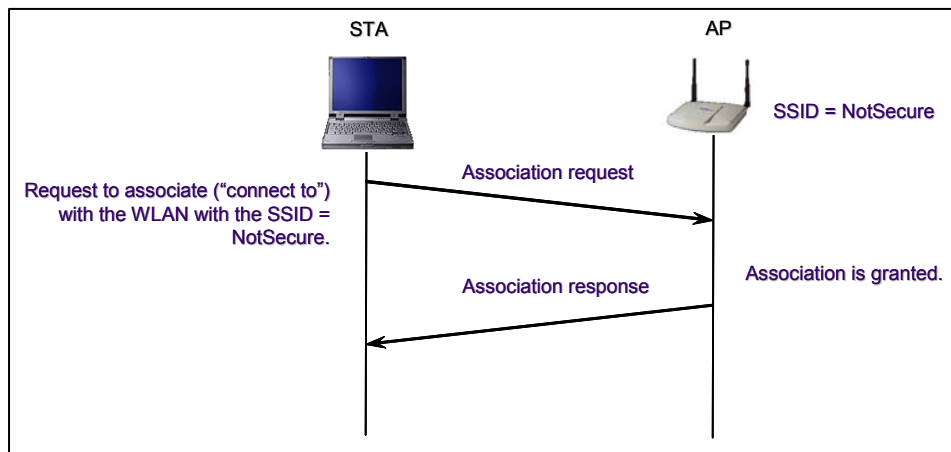 STA
AP
SSID = NotSecure
Association request
Request to associate (“connect to”)
with the WLAN with the SSID =
NotSecure.
Association is granted.
Association response